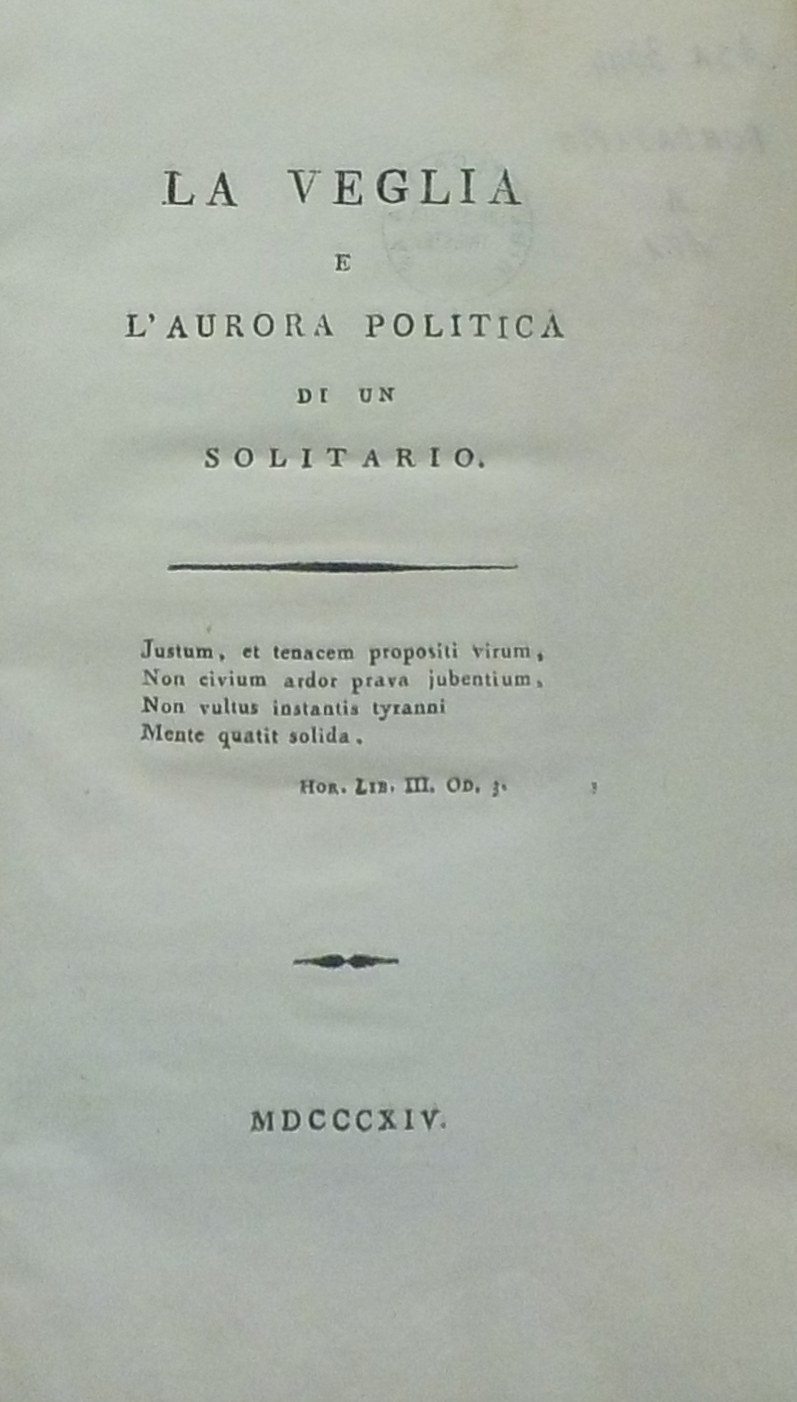 LA VEGLIA
E
L'AURORA POLITICA
DI UN
SOLITARIO.
Justum, et tenacem propositi virum,
Non civium ardor prava jubentium,
Non vultus instantis tyranni
Mente quatit solida.
HOR. LIB. III. OD. 3.
MDCCCXIV.